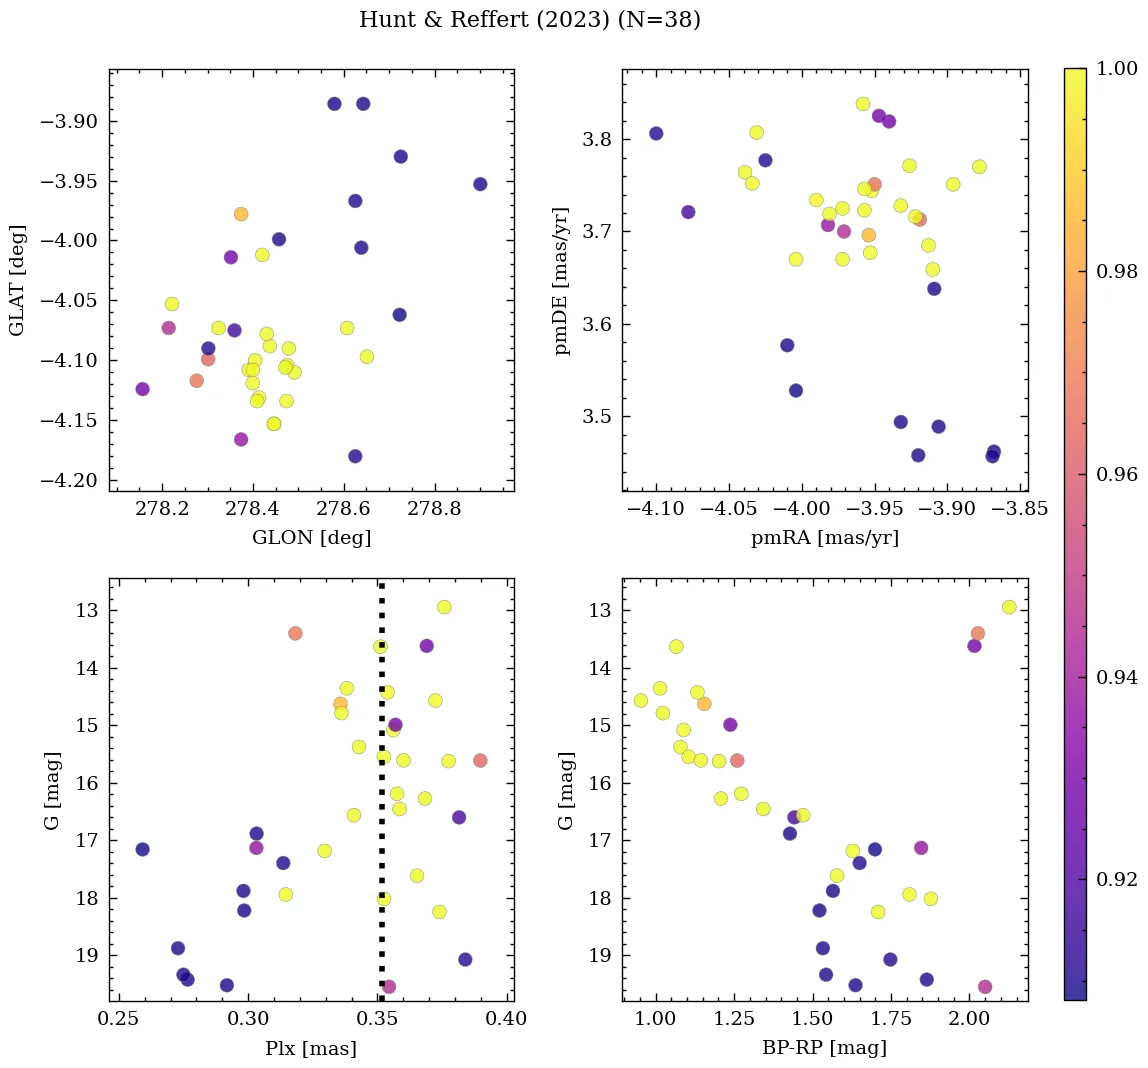 Hunt & Reffert (2023) (N=38)
−3.90
−3.95
−4.00
−4.05
−4.10
−4.15
−4.20
GLAT [deg]
278.2 278.4 278.6 278.8
GLON [deg]
3.8
3.7
3.6
3.5
pmDE [mas/yr]
−4.10 −4.05 −4.00 −3.95 −3.90 −3.85
pmRA [mas/yr]
13
14
15
16
17
18
19
G [mag]
0.25 0.30 0.35 0.40
Plx [mas]
13
14
15
16
17
18
19
G [mag]
1.00 1.25 1.50 1.75 2.00
BP-RP [mag]
1.00
0.98
0.96
0.94
0.92